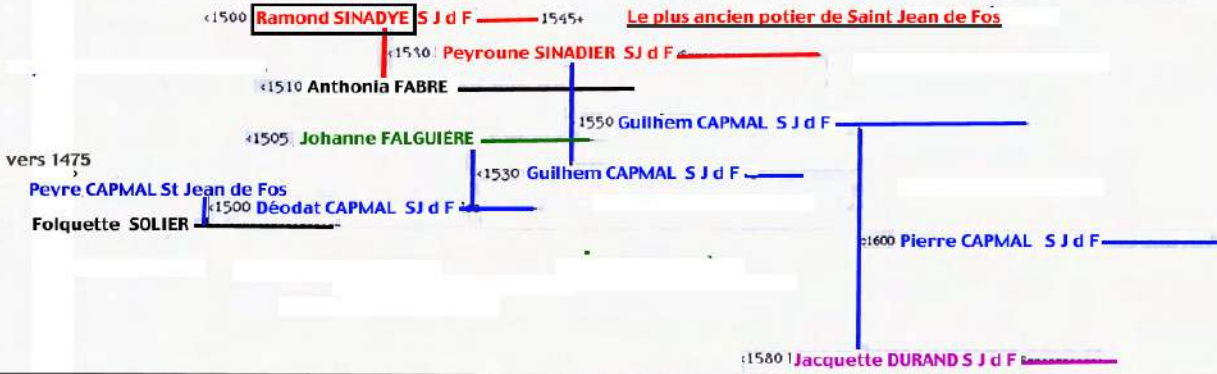 <1500 Ramond SINADYE S J d F 1545+ Le plus ancien potier de Saint Jean de Fos
<1530 Peyroune SINADIER SJ d F
<1510 Anthonia FABRE
1550 Guilhem CAPMAL S J d F
<1505 Johanne FALGUIÉRE
vers 1475
<1530 Guilhem CAPMAL S J d F
Peyre CAPMAL St Jean de Fos
<1500 Déodat CAPMAL SJ d F
Folquette SOLIER
<1600 Pierre CAPMAL S J d F
<1580 Jacquette DURAND S J d F